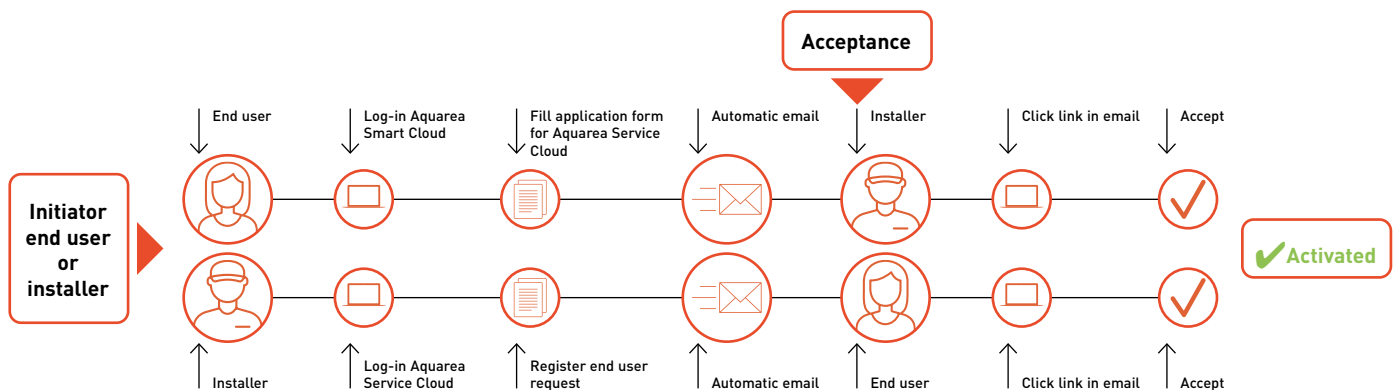 Acceptance
End user
Log-in Aquarea
Smart Cloud
Fill application form
for Aquarea Service
Cloud
Automatic email
Installer
Click link in email
Accept
Initiator
end user
or
installer
Activated
Installer
Log-in Aquarea
Service Cloud
Register end user
request
Automatic email
End user
Click link in email
Accept